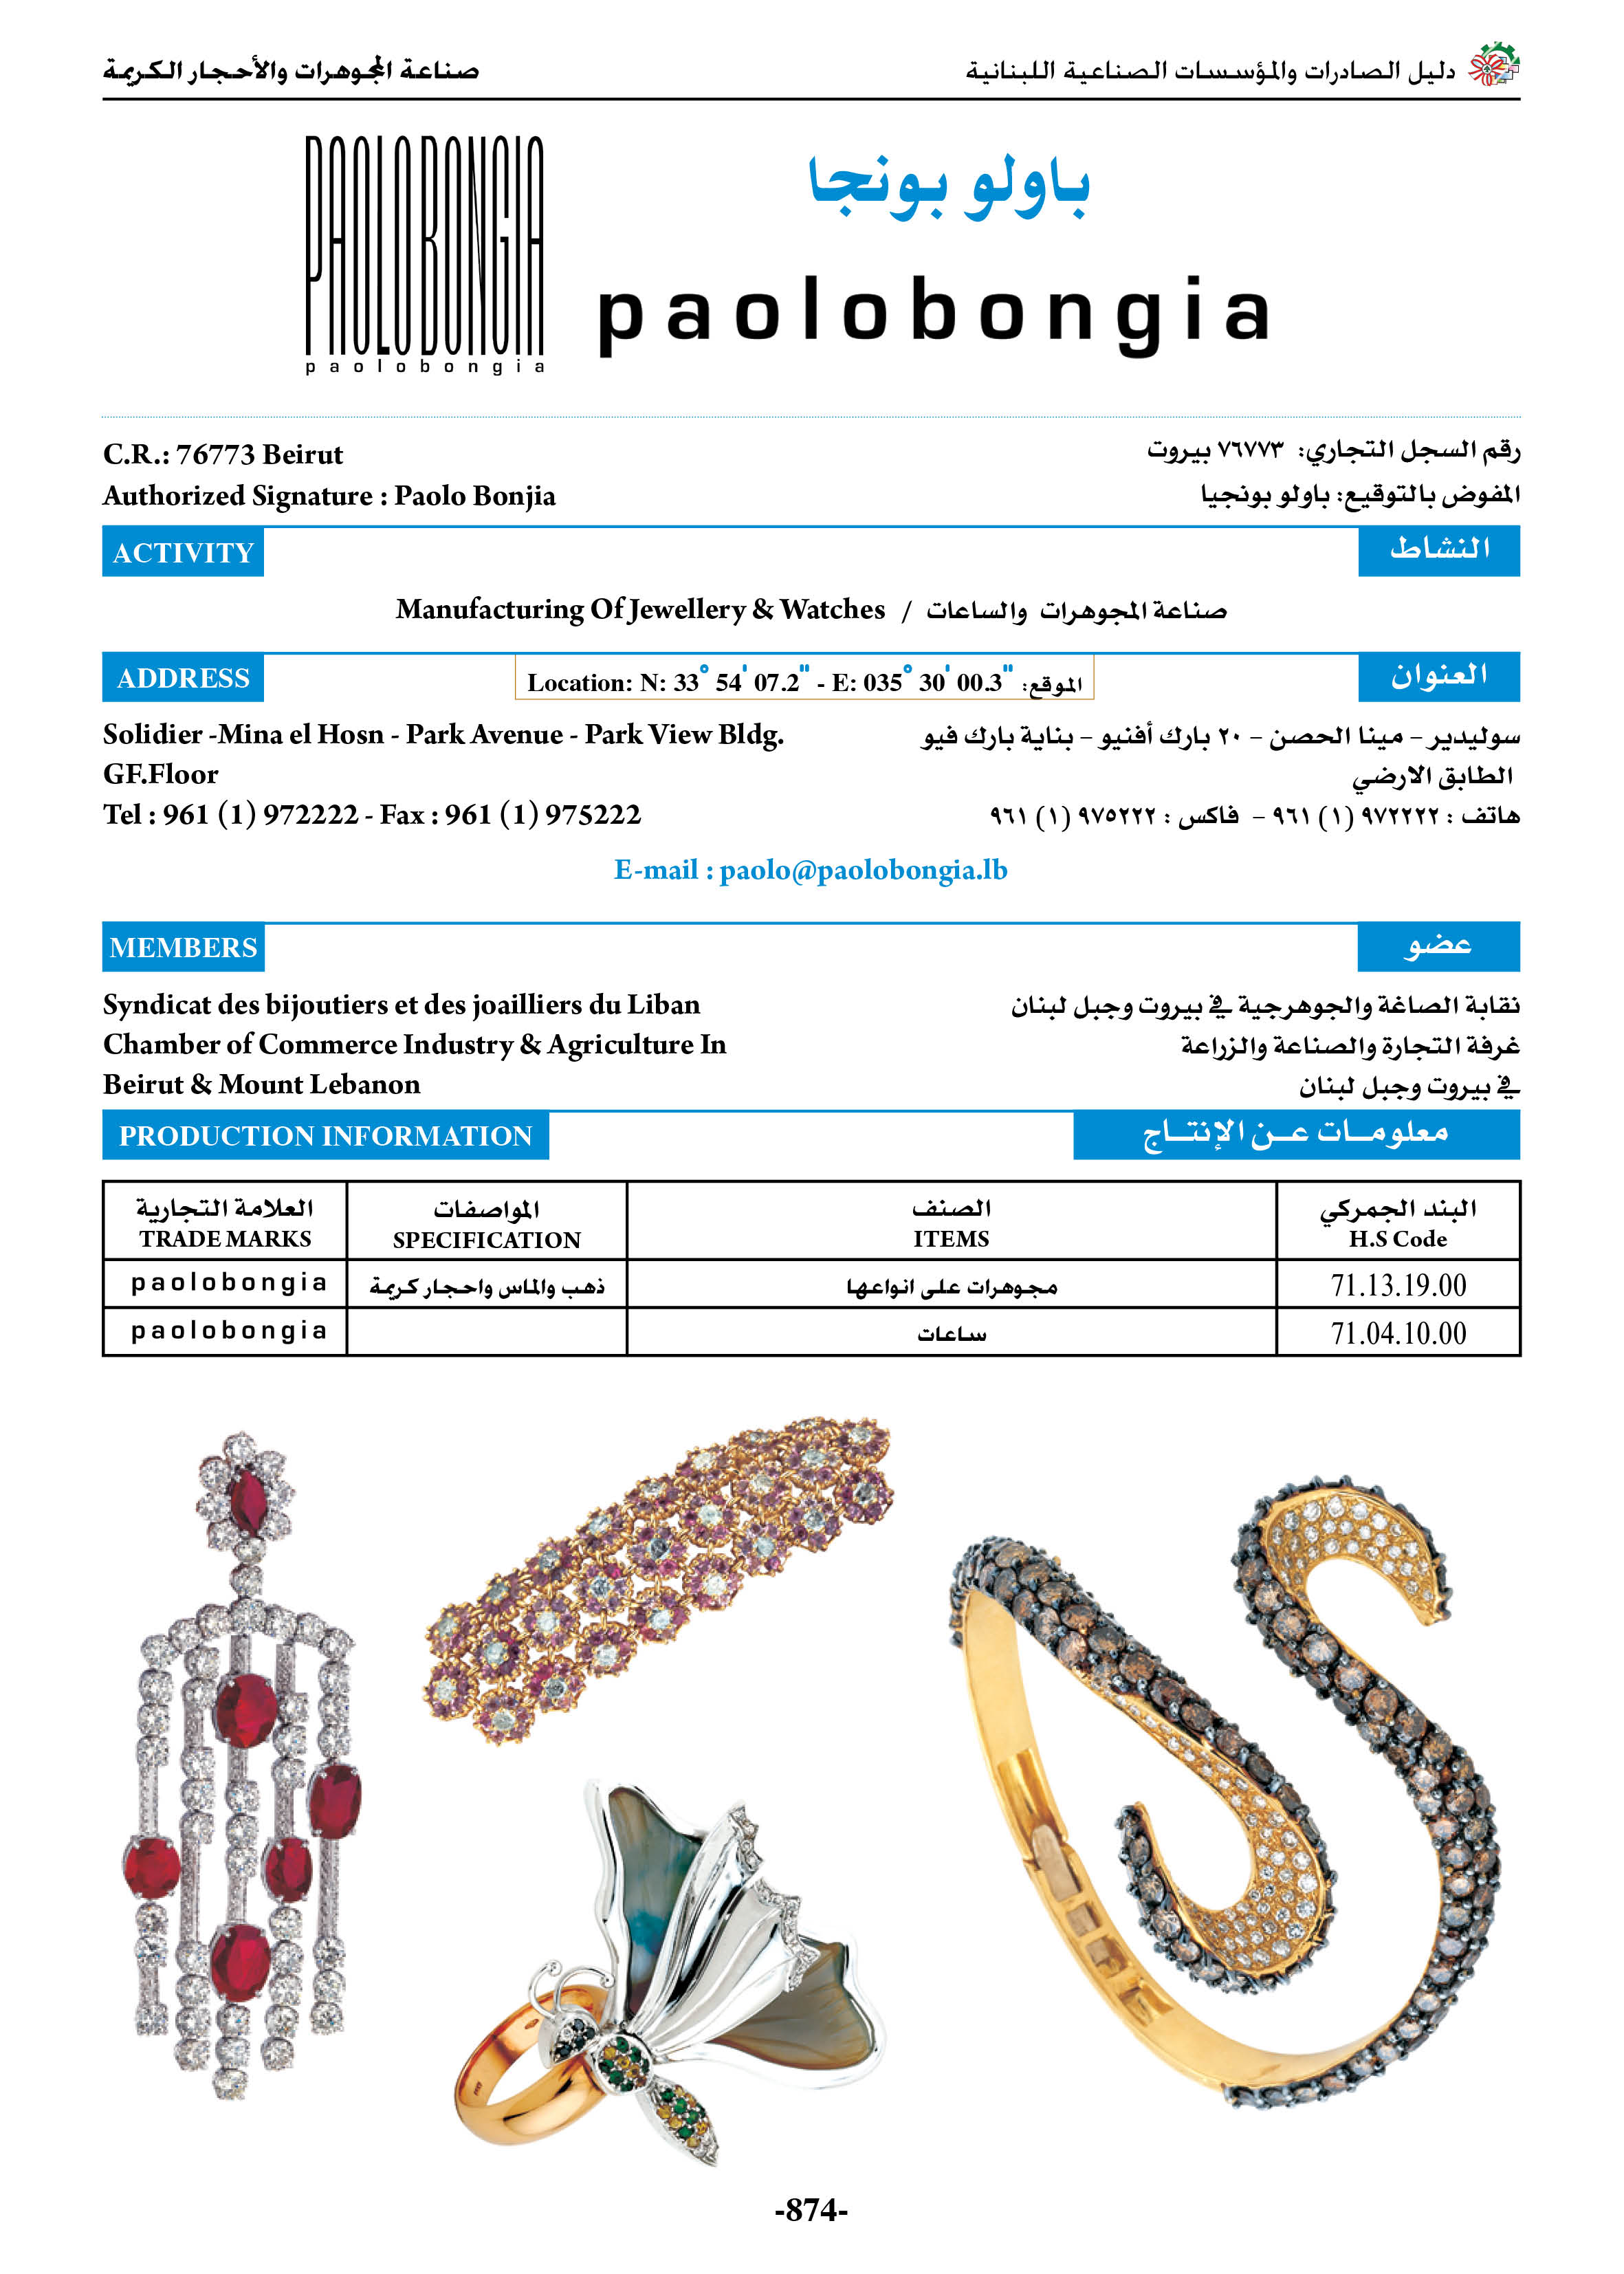 دليل الصادرات والمؤسسات الصناعية اللبنانية
صناعة المجوهرات والأحجار الكريمة
PAOLOBONGIA
paolobongia
باولو بونجا
paolobongia
C.R.: 76773 Beirut
رقم السجل التجاري: ٧٦٧٧٣ بيروت
Authorized Signature : Paolo Bonjia
المفوض بالتوقيع: باولو بونجيا
ACTIVITY
النشاط
Manufacturing Of Jewellery & Watches / صناعة المجوهرات والساعات
ADDRESS
Location: N: 33° 54' 07.2" - E: 035° 30' 00.3" :الموقع
العنوان
Solidier -Mina el Hosn - Park Avenue - Park View Bldg.
GF.Floor
Tel : 961 (1) 972222 - Fax : 961 (1) 975222
سوليدير - مينا الحصن - ٢٠ بارك أفنيو - بناية بارك فيو
الطابق الارضي
هاتف : ٩٧٢٢٢٢ (١) ٩٦١ - فاكس : ٩٧٥٢٢٢ (١) ٩٦١
E-mail : paolo@paolobongia.lb
MEMBERS
عضو
Syndicat des bijoutiers et des joailliers du Liban
Chamber of Commerce Industry & Agriculture In
Beirut & Mount Lebanon
نقابة الصاغة والجوهرجية في بيروت وجبل لبنان
غرفة التجارة والصناعة والزراعة
في بيروت وجبل لبنان
PRODUCTION INFORMATION
معلومـات عـن الإنتـاج
العلامة التجارية
TRADE MARKS
المواصفات
SPECIFICATION
الصنف
ITEMS
البند الجمركي
H.S Code
paolobongia
ذهب والماس واحجار كريمة
مجوهرات على انواعها
71.13.19.00
paolobongia
ساعات
71.04.10.00
-874-